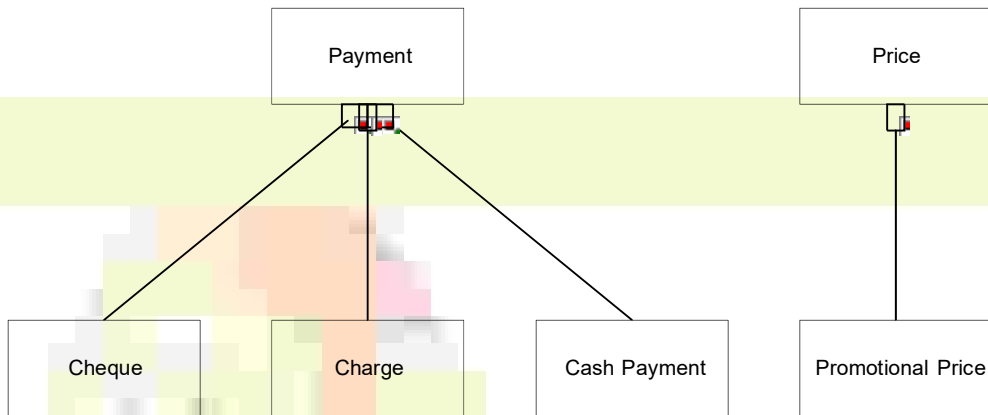 Payment
Price
Cheque
Charge
Cash Payment
Promotional Price